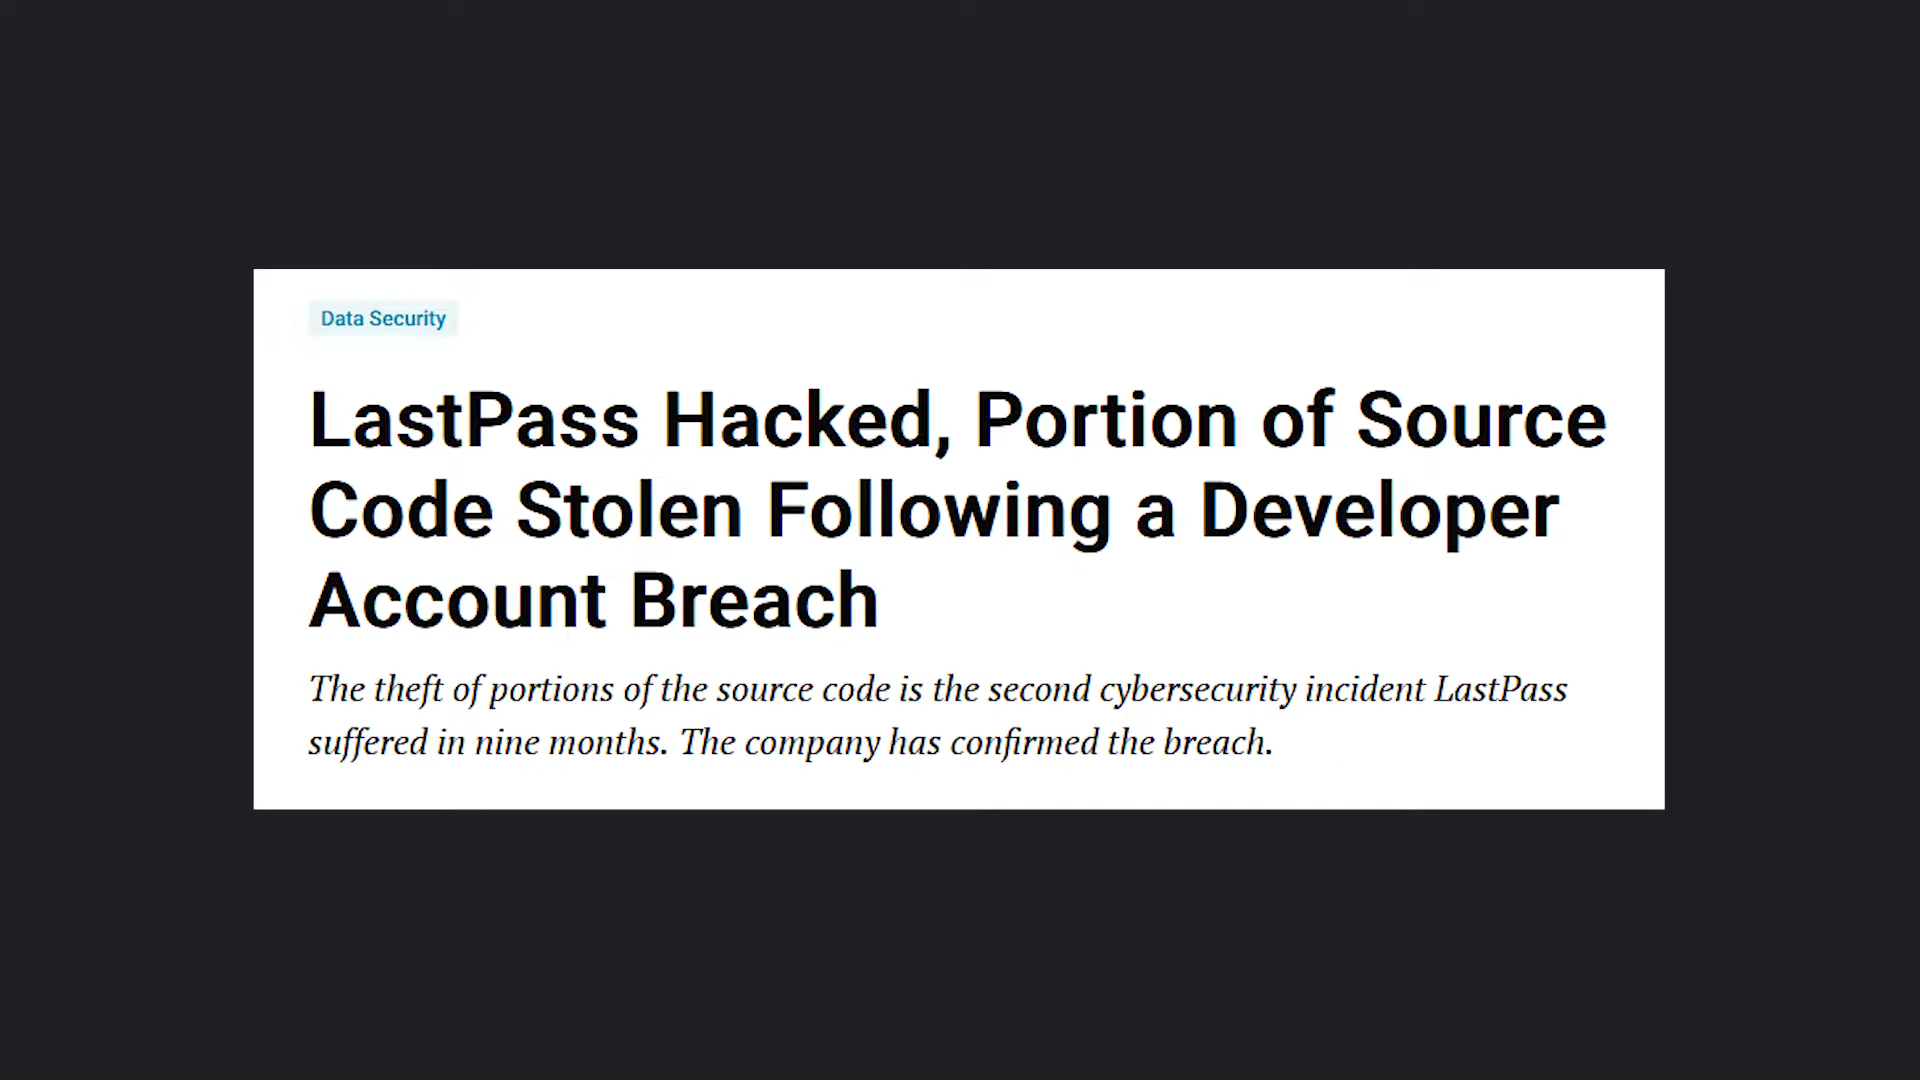 Data Security
LastPass Hacked, Portion of Source
Code Stolen Following a Developer
Account Breach
The theft of portions of the source code is the second cybersecurity incident LastPass
suffered in nine months. The company has confirmed the breach.